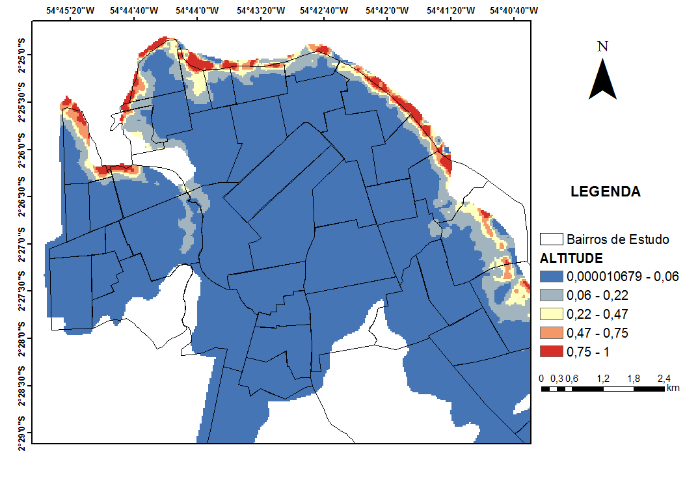 54°45'20"W 54°44'40"W 54°44'0"W 54°43'20"W 54°42'40"W 54°42'0"W 54°41'20"W 54°40'40"W
2°25'0"S
2°25'30"S
2°26'0"S
2°26'30"S
2°27'0"S
2°27'30"S
2°28'0"S
2°28'30"S
2°29'0"S
N
LEGENDA
Bairros de Estudo
ALTITUDE
0,000010679 - 0,06
0,06 - 0,22
0,22 - 0,47
0,47 - 0,75
0,75 - 1
0 0,3 0,6 1,2 1,8 2,4
km